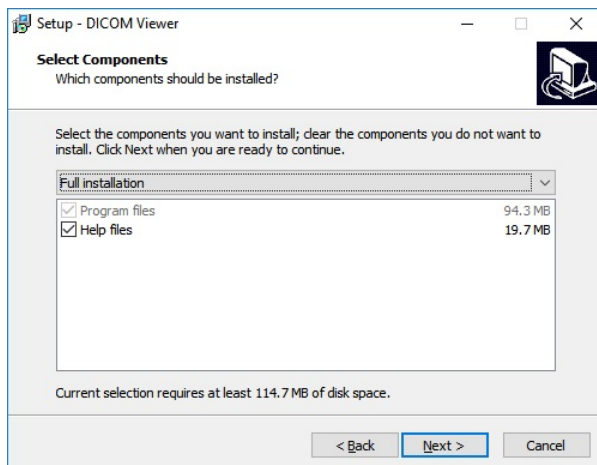 Setup - DICOM Viewer
Select Components
Which components should be installed?
Select the components you want to install; clear the components you do not want to
install. Click Next when you are ready to continue.
Full installation
Program files 94.3 MB
Help files 19.7 MB
Current selection requires at least 114.7 MB of disk space.
< Back Next > Cancel